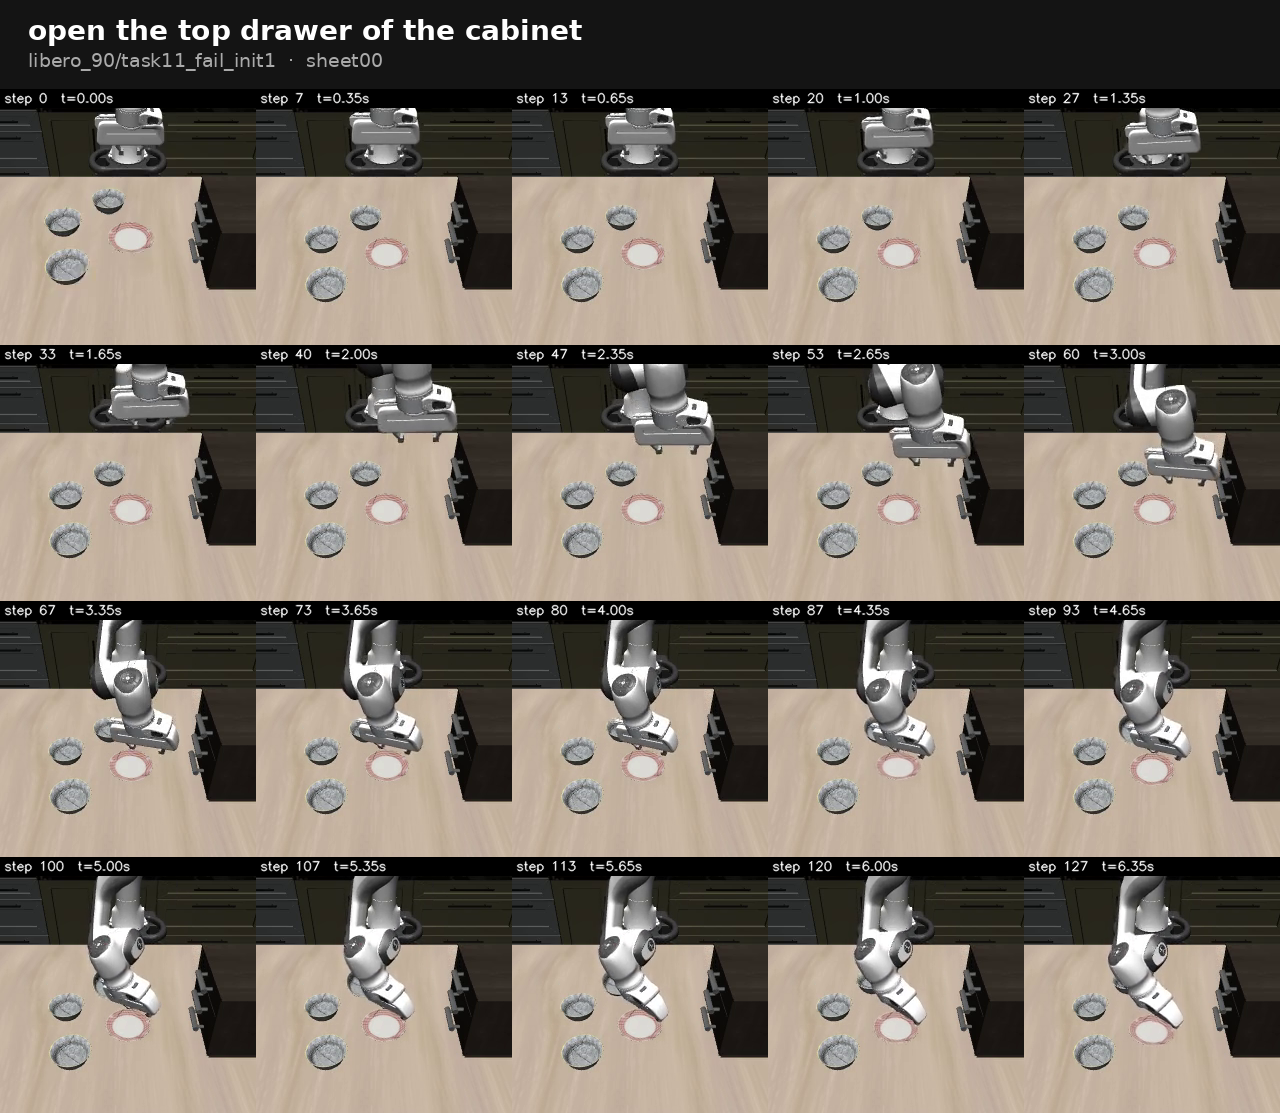 open the top drawer of the cabinet
libero_90/task11_fail_init1 · sheet00
step 0 t=0.00s
step 7 t=0.35s
step 13 t=0.65s
step 20 t=1.00s
step 27 t=1.35s
step 33 t=1.65s
step 40 t=2.00s
step 47 t=2.35s
step 53 t=2.65s
step 60 t=3.00s
step 67 t=3.35s
step 73 t=3.65s
step 80 t=4.00s
step 87 t=4.35s
step 93 t=4.65s
step 100 t=5.00s
step 107 t=5.35s
step 113 t=5.65s
step 120 t=6.00s
step 127 t=6.35s